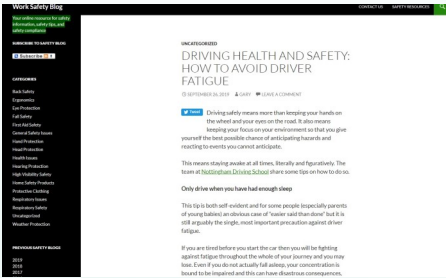 Work Safety Blog
CONTACT US SAFETY RESOURCES
Your online resource for safety
information, safety tips, and
safety compliance
SUBSCRIBE TO SAFETY BLOG
Subscribe
CATEGORIES
Back Safety
Ergonomics
Eye Protection
Fall Safety
First Aid Safety
General Safety Issues
Hand Protection
Head Protection
Health Issues
Hearing Protection
High Visibility Safety
Home Safety Products
Protective Clothing
Respiratory Issues
Respiratory Safety
Uncategorized
Weather Protection
PREVIOUS SAFETY BLOGS
2019
2018
2017
UNCATEGORIZED
DRIVING HEALTH AND SAFETY:
HOW TO AVOID DRIVER
FATIGUE
SEPTEMBER 26, 2019 GARY LEAVE A COMMENT
Tweet
Driving safely means more than keeping your hands on
the wheel and your eyes on the road. It also means
keeping your focus on your environment so that you give
yourself the best possible chance of anticipating hazards and
reacting to events you cannot anticipate.
This means staying awake at all times, literally and figuratively. The
team at Nottingham Driving School share some tips on how to do so.
Only drive when you have had enough sleep
This tip is both self-evident and for some people (especially parents
of young babies) an obvious case of "easier said than done" but it is
still arguably the single, most important precaution against driver
fatigue.
If you are tired before you start the car then you will be fighting
against fatigue throughout the whole of your journey and you may
lose. Even if you do not actually fall asleep, your concentration is
bound to be impaired and this can have disastrous consequences.